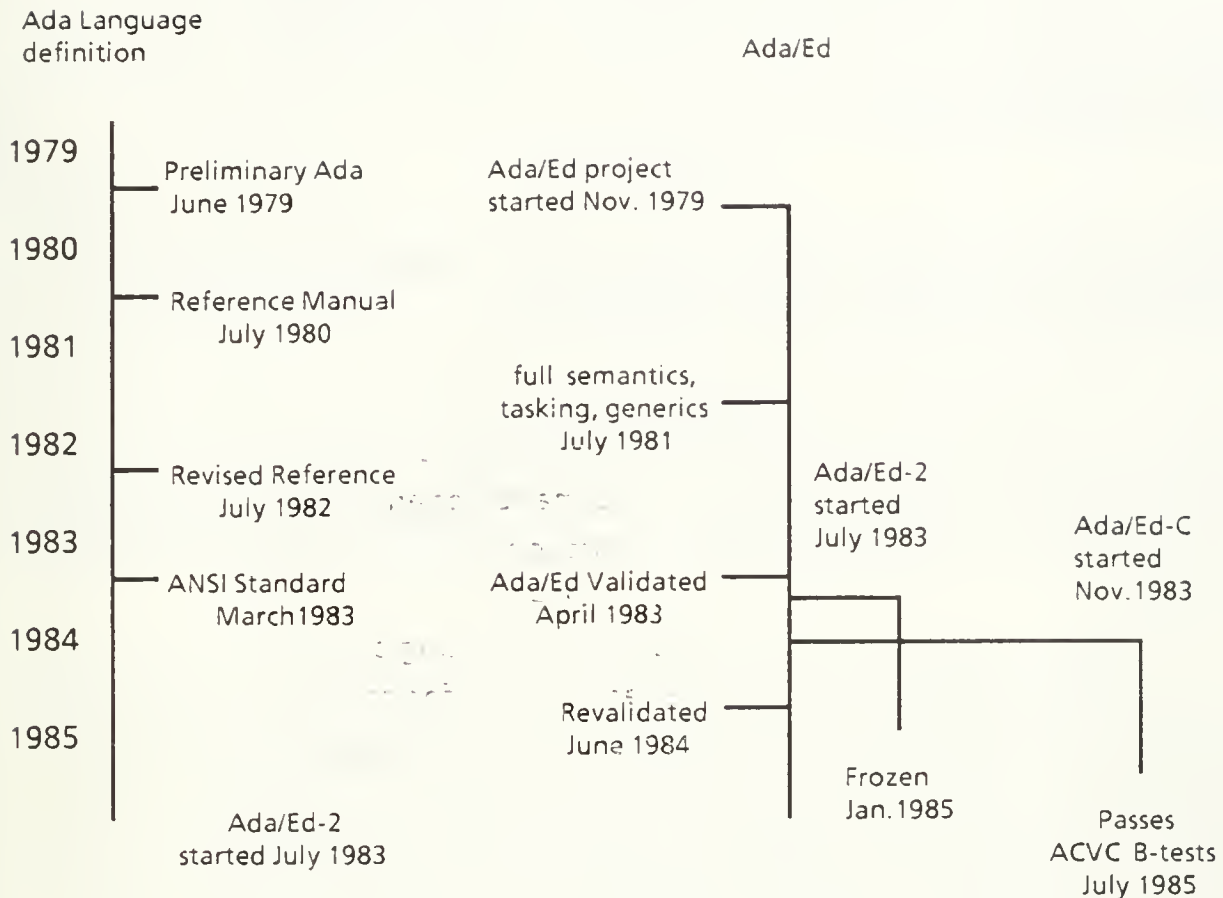 Ada Language
definition
Ada/Ed
1979
Preliminary Ada
June 1979
Ada/Ed project
started Nov. 1979
1980
Reference Manual
July 1980
1981
full semantics,
tasking, generics
July 1981
1982
Revised Reference
July 1982
Ada/Ed-2
started
July 1983
1983
Ada/Ed-C
started
Nov.1983
ANSI Standard
March1983
Ada/Ed Validated
April 1983
1984
Revalidated
June 1984
1985
Frozen
Jan.1985
Ada/Ed-2
started July 1983
Passes
ACVC B-tests
July 1985